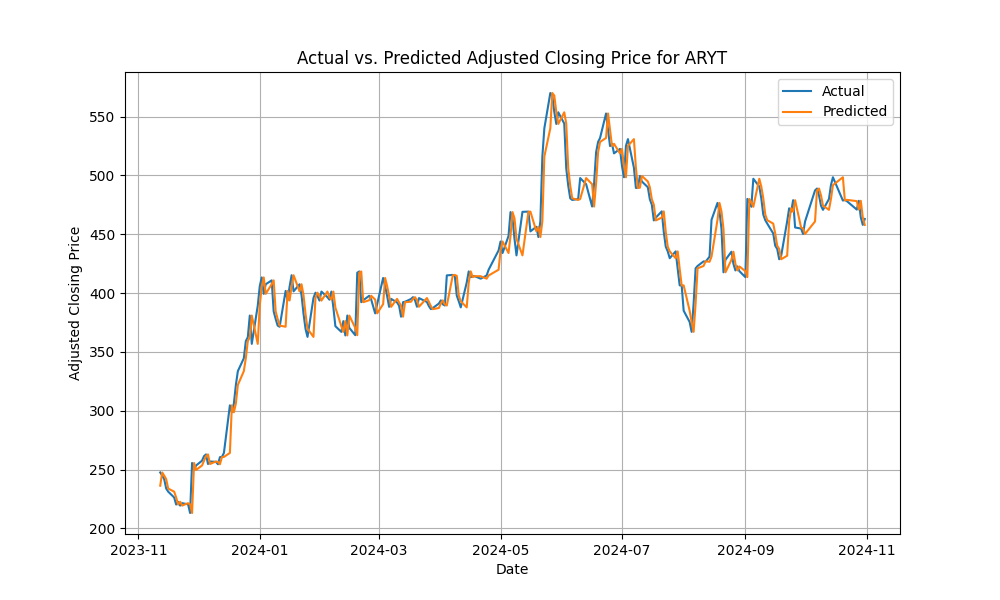 Actual vs. Predicted Adjusted Closing Price for ARYT
Actual
Predicted
Adjusted Closing Price
550
500
450
400
350
300
250
200
2023-11 2024-01 2024-03 2024-05 2024-07 2024-09 2024-11
Date